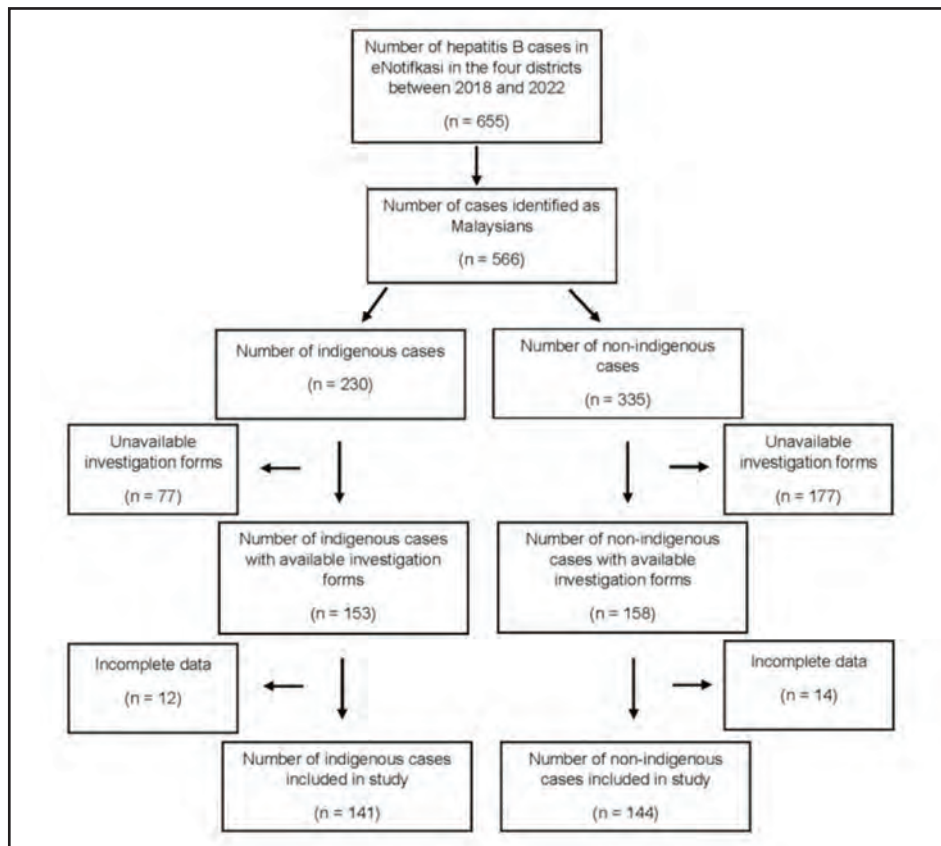 Number of hepatitis B cases in
eNotifkasi in the four districts
between 2018 and 2022
(n = 655)
Number of cases identified as
Malaysians
(n = 566)
Number of indigenous cases
(n = 230)
Number of non-indigenous
cases
(n = 335)
Unavailable
investigation forms
(n = 77)
Unavailable
investigation forms
(n = 177)
Number of indigenous cases
with available investigation
forms
(n = 153)
Number of non-indigenous
cases with available
investigation forms
(n = 158)
Incomplete data
(n = 12)
Incomplete data
(n = 14)
Number of indigenous cases
included in study
(n = 141)
Number of non-indigenous
cases included in study
(n = 144)